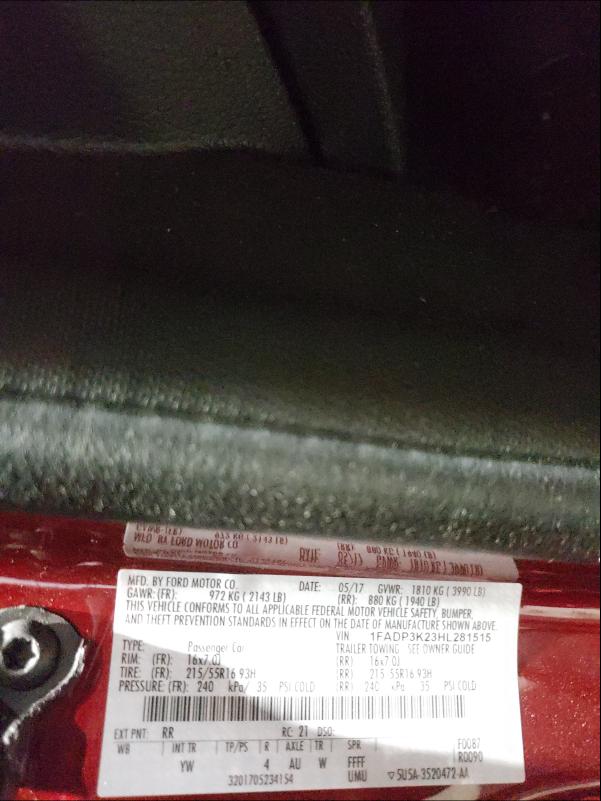 MFD. BY FORD MOTOR CO. DATE: 05/17 GVWR: 1810 KG ( 3990 LB)
GAWR: (FR): 972 KG ( 2143 LB) (RR): 880 KG ( 1940 LB)
THIS VEHICLE CONFORMS TO ALL APPLICABLE FEDERAL MOTOR VEHICLE SAFETY, BUMPER,
AND THEFT PREVENTION STANDARDS IN EFFECT ON THE DATE OF MANUFACTURE SHOWN ABOVE.
VIN 1FADP3K23HL281515
TYPE: Passenger Car TRAILER TOWING SEE OWNER GUIDE
RIM: (FR): 16x7.0J (RR) 16x7.0J
TIRE: (FR): 215/55R16 93H (RR) 215/55R16 93H
PRESSURE: (FR): 240 kPa/ 35 PSI COLD (RR) 240 kPa 35 PSI COLD
EXT PNT: RR RC: 21 DSO: F0087
WB INT TR TP/PS R AXLE TR SPR R0090
YW 4 AU W FFFF
3201705234154 UMU ▽5U5A-3520472-AA